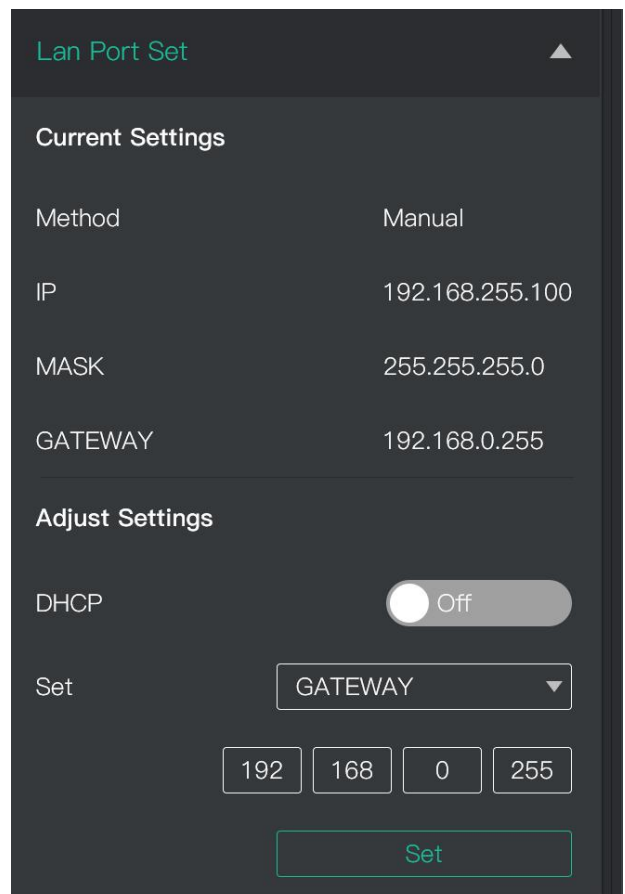 Lan Port Set
Current Settings
Method Manual
IP 192.168.255.100
MASK 255.255.255.0
GATEWAY 192.168.0.255
Adjust Settings
DHCP Off
Set GATEWAY
192 168 0 255
Set